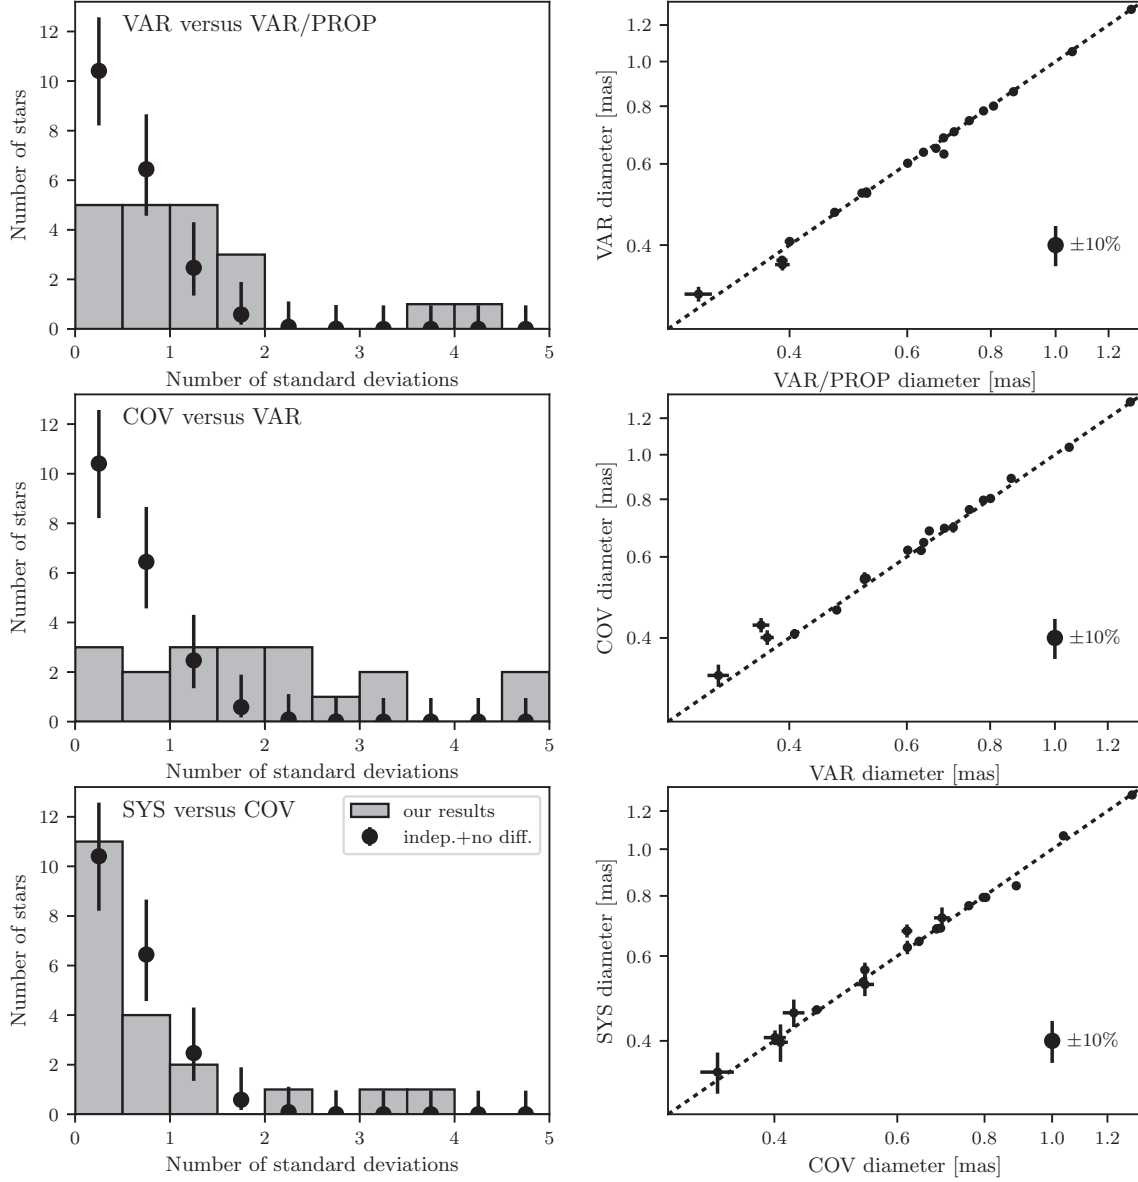 VAR versus VAR/PROP
Number of stars
0
2
4
6
8
10
12
0 1 2 3 4 5
Number of standard deviations
VAR diameter [mas]
0.4
0.6
0.8
1.0
1.2
±10%
0.4 0.6 0.8 1.0 1.2
VAR/PROP diameter [mas]
COV versus VAR
Number of stars
0
2
4
6
8
10
12
0 1 2 3 4 5
Number of standard deviations
COV diameter [mas]
0.4
0.6
0.8
1.0
1.2
±10%
0.4 0.6 0.8 1.0 1.2
VAR diameter [mas]
SYS versus COV
our results
indep.+no diff.
Number of stars
0
2
4
6
8
10
12
0 1 2 3 4 5
Number of standard deviations
SYS diameter [mas]
0.4
0.6
0.8
1.0
1.2
±10%
0.4 0.6 0.8 1.0 1.2
COV diameter [mas]